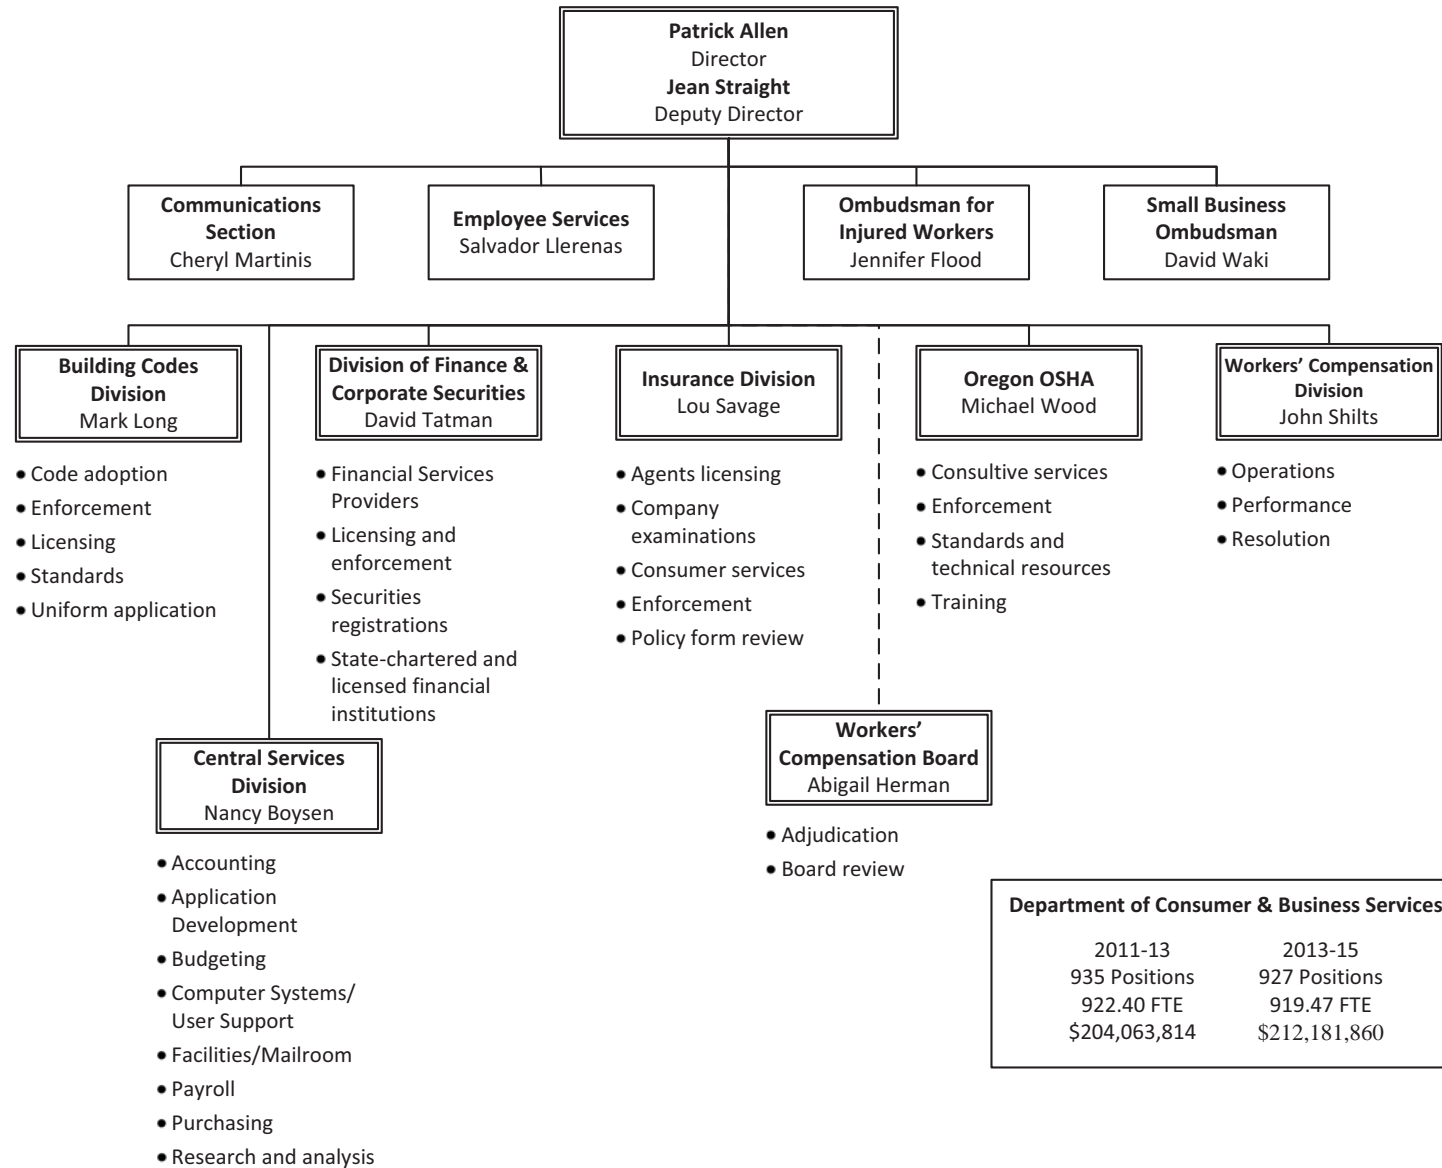 Patrick Allen
Director
Jean Straight
Deputy Director
Communications
Section
Cheryl Martinis
Employee Services
Salvador Llerenas
Ombudsman for
Injured Workers
Jennifer Flood
Small Business
Ombudsman
David Waki
Building Codes
Division
Mark Long
• Code adoption
• Enforcement
• Licensing
• Standards
• Uniform application
Division of Finance &
Corporate Securities
David Tatman
• Financial Services
Providers
• Licensing and
enforcement
• Securities
registrations
• State-chartered and
licensed financial
institutions
Insurance Division
Lou Savage
• Agents licensing
• Company
examinations
• Consumer services
• Enforcement
• Policy form review
Oregon OSHA
Michael Wood
• Consultive services
• Enforcement
• Standards and
technical resources
• Training
Workers’ Compensation
Division
John Shilts
• Operations
• Performance
• Resolution
Central Services
Division
Nancy Boysen
• Accounting
• Application
Development
• Budgeting
• Computer Systems/
User Support
• Facilities/Mailroom
• Payroll
• Purchasing
• Research and analysis
Workers’
Compensation Board
Abigail Herman
• Adjudication
• Board review
Department of Consumer & Business Services
2011-13 2013-15
935 Positions 927 Positions
922.40 FTE 919.47 FTE
$204,063,814 $212,181,860